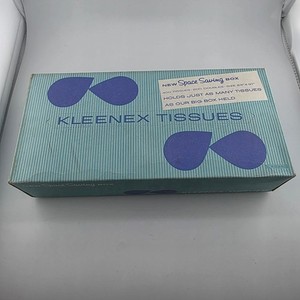 NEW Space Saving BOX
HOLDS JUST AS MANY TISSUES
AS OUR BIG BOX HELD
KLEENEX TISSUES